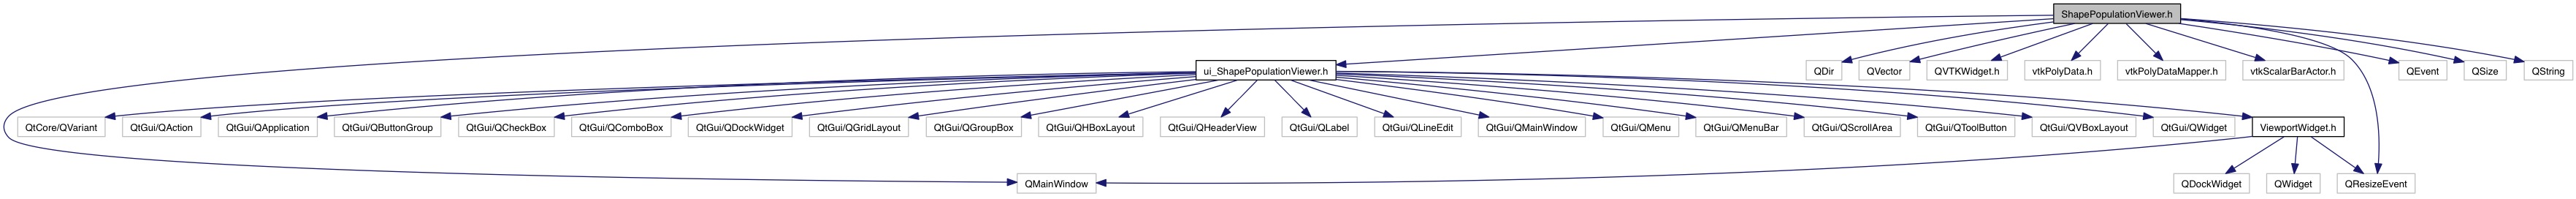 ShapePopulationViewer.h
ui_ShapePopulationViewer.h
QDir
QVector
QVTKWidget.h
vtkPolyData.h
vtkPolyDataMapper.h
vtkScalarBarActor.h
QEvent
QSize
QString
QtCore/QVariant
QtGui/QAction
QtGui/QApplication
QtGui/QButtonGroup
QtGui/QCheckBox
QtGui/QComboBox
QtGui/QDockWidget
QtGui/QGridLayout
QtGui/QGroupBox
QtGui/QHBoxLayout
QtGui/QHeaderView
QtGui/QLabel
QtGui/QLineEdit
QtGui/QMainWindow
QtGui/QMenu
QtGui/QMenuBar
QtGui/QScrollArea
QtGui/QToolButton
QtGui/QVBoxLayout
QtGui/QWidget
ViewportWidget.h
QMainWindow
QDockWidget
QWidget
QResizeEvent